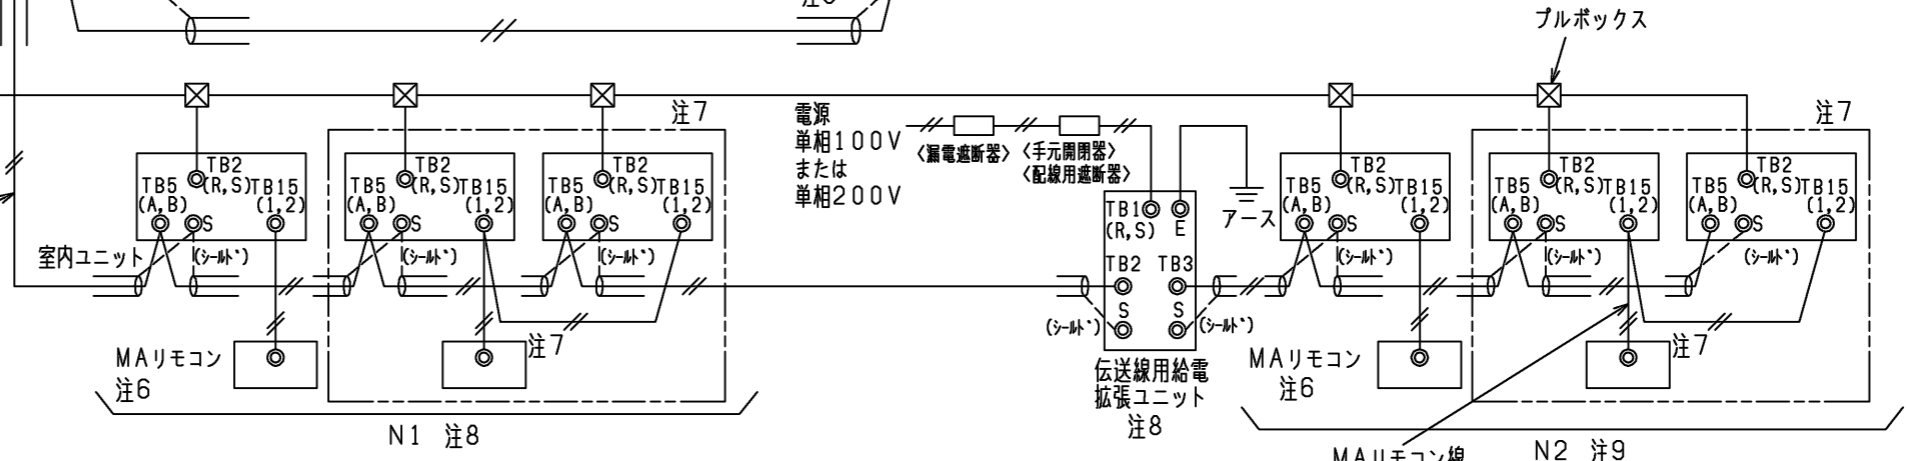 プルボックス
注7
電源
単相100V
または
単相200V
〈漏電遮断器〉
〈手元開閉器〉
〈配線用遮断器〉
注7
TB2
(R,S)
TB5
(A,B)
S
TB15
(1,2)
TB2
(R,S)
TB5
(A,B)
S
TB15
(1,2)
TB2
(R,S)
TB5
(A,B)
S
TB15
(1,2)
TB1
(R,S)
E
アース
TB2
(R,S)
TB5
(A,B)
S
TB15
(1,2)
TB2
(R,S)
TB5
(A,B)
S
TB15
(1,2)
TB2
(R,S)
TB5
(A,B)
S
TB15
(1,2)
室内ユニット
(シールド)
(シールド)
(シールド)
TB2
TB3
S
S
(シールド)
(シールド)
(シールド)
(シールド)
(シールド)
MAリモコン
注6
注7
伝送線用給電
拡張ユニット
注8
MAリモコン
注6
注7
N1 注8
MAリモコン線
N2 注9